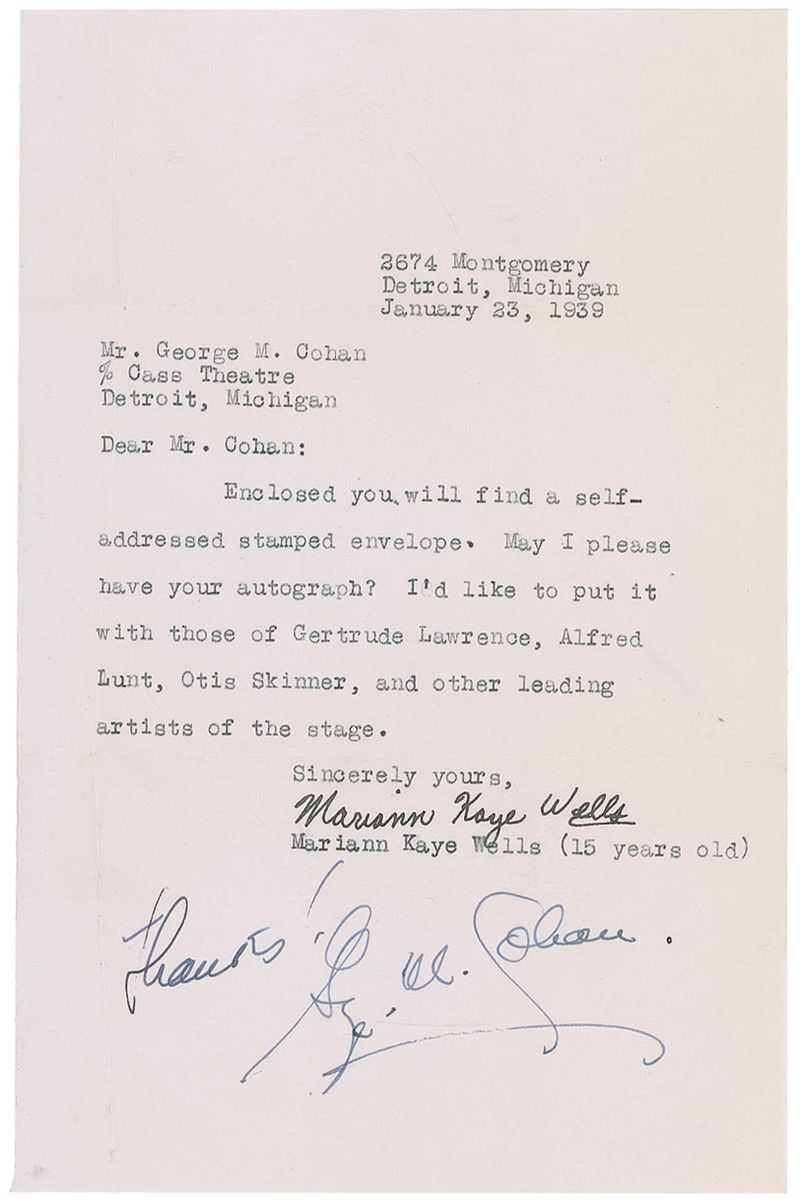 2674 Montgomery
Detroit, Michigan
January 23, 1939
Mr. George M. Cohan
% Cass Theatre
Detroit, Michigan
Dear Mr. Cohan:
Enclosed you will find a self-
addressed stamped envelope. May I please
have your autograph? I'd like to put it
with those of Gertrude Lawrence, Alfred
Lunt, Otis Skinner, and other leading
artists of the stage.
Sincerely yours,
Mariann Kaye Wells
Mariann Kaye Wells (15 years old)
Thanks! Geo. M. Cohan.